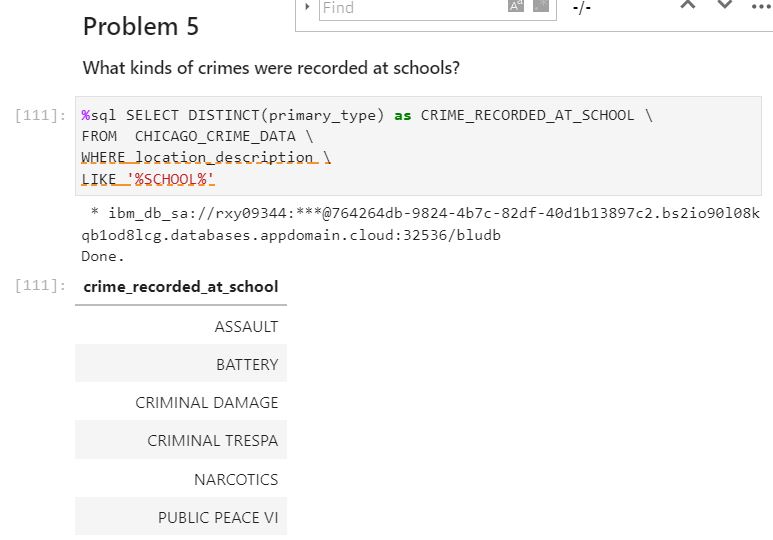 Find
-/-
Problem 5
What kinds of crimes were recorded at schools?
[111]:
%sql SELECT DISTINCT(primary_type) as CRIME_RECORDED_AT_SCHOOL \
FROM  CHICAGO_CRIME_DATA \
WHERE location_description \
LIKE '%SCHOOL%'
* ibm_db_sa://rxy09344:***@764264db-9824-4b7c-82df-40d1b13897c2.bs2io90l08k
qb1od8lcg.databases.appdomain.cloud:32536/bludb
Done.
[111]:
crime_recorded_at_school
ASSAULT
BATTERY
CRIMINAL DAMAGE
CRIMINAL TRESPA
NARCOTICS
PUBLIC PEACE VI